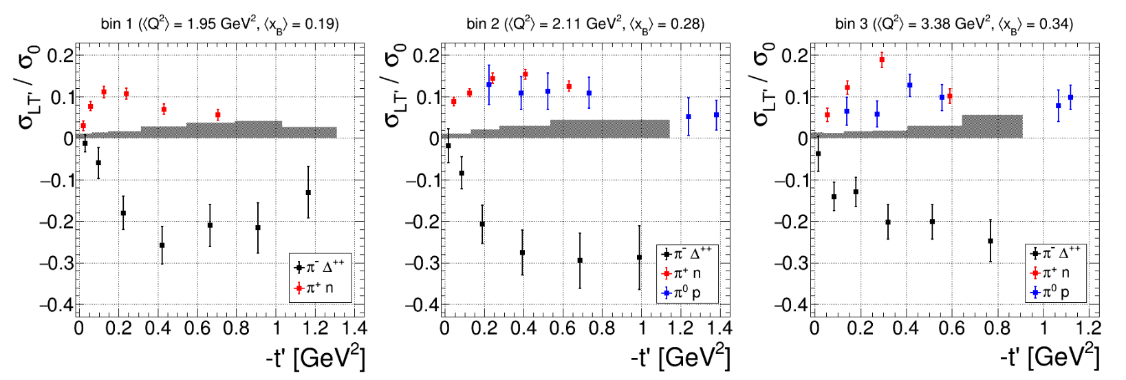 bin 1 (⟨Q²⟩ = 1.95 GeV², ⟨x_B⟩ = 0.19)
σ_LT' / σ_0
0.2
0.1
0
−0.1
−0.2
−0.3
−0.4
π⁻ Δ⁺⁺
π⁺ n
0 0.2 0.4 0.6 0.8 1 1.2 1.4
-t' [GeV²]
bin 2 (⟨Q²⟩ = 2.11 GeV², ⟨x_B⟩ = 0.28)
σ_LT' / σ_0
0.2
0.1
0
−0.1
−0.2
−0.3
−0.4
π⁻ Δ⁺⁺
π⁺ n
π⁰ p
0 0.2 0.4 0.6 0.8 1 1.2 1.4
-t' [GeV²]
bin 3 (⟨Q²⟩ = 3.38 GeV², ⟨x_B⟩ = 0.34)
σ_LT' / σ_0
0.2
0.1
0
−0.1
−0.2
−0.3
−0.4
π⁻ Δ⁺⁺
π⁺ n
π⁰ p
0 0.2 0.4 0.6 0.8 1 1.2
-t' [GeV²]